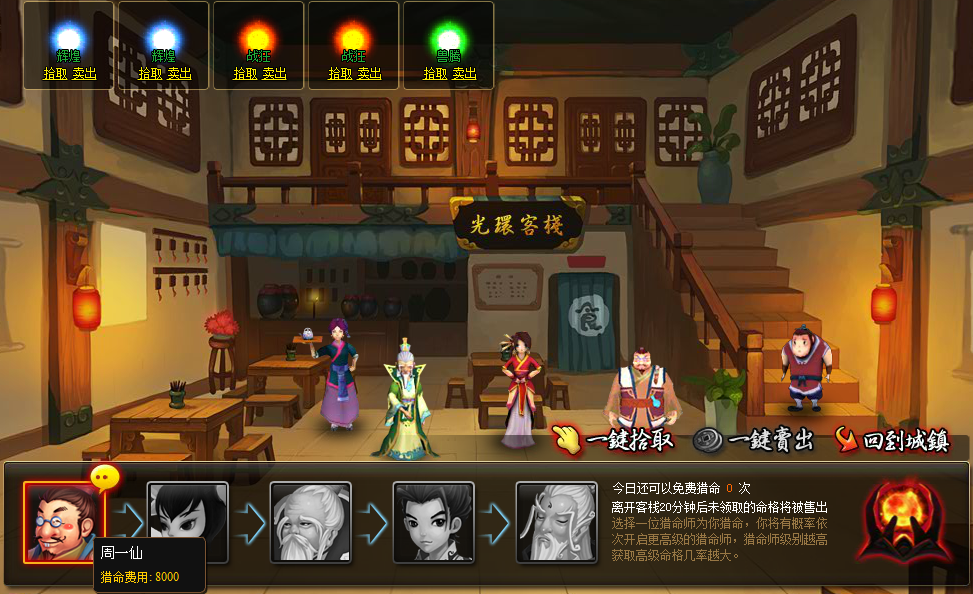 辉煌
拾取 卖出
辉煌
拾取 卖出
战狂
拾取 卖出
战狂
拾取 卖出
兽腾
拾取 卖出
光環客棧
食
一鍵拾取
一鍵賣出
回到城鎮
今日还可以免费猎命 0 次
离开客栈20分钟后未领取的命格将被售出
选择一位猎命师为你猎命，你将有概率依
次开启更高级的猎命师，猎命师级别越高
获取高级命格几率越大。
周一仙
猎命费用: 8000